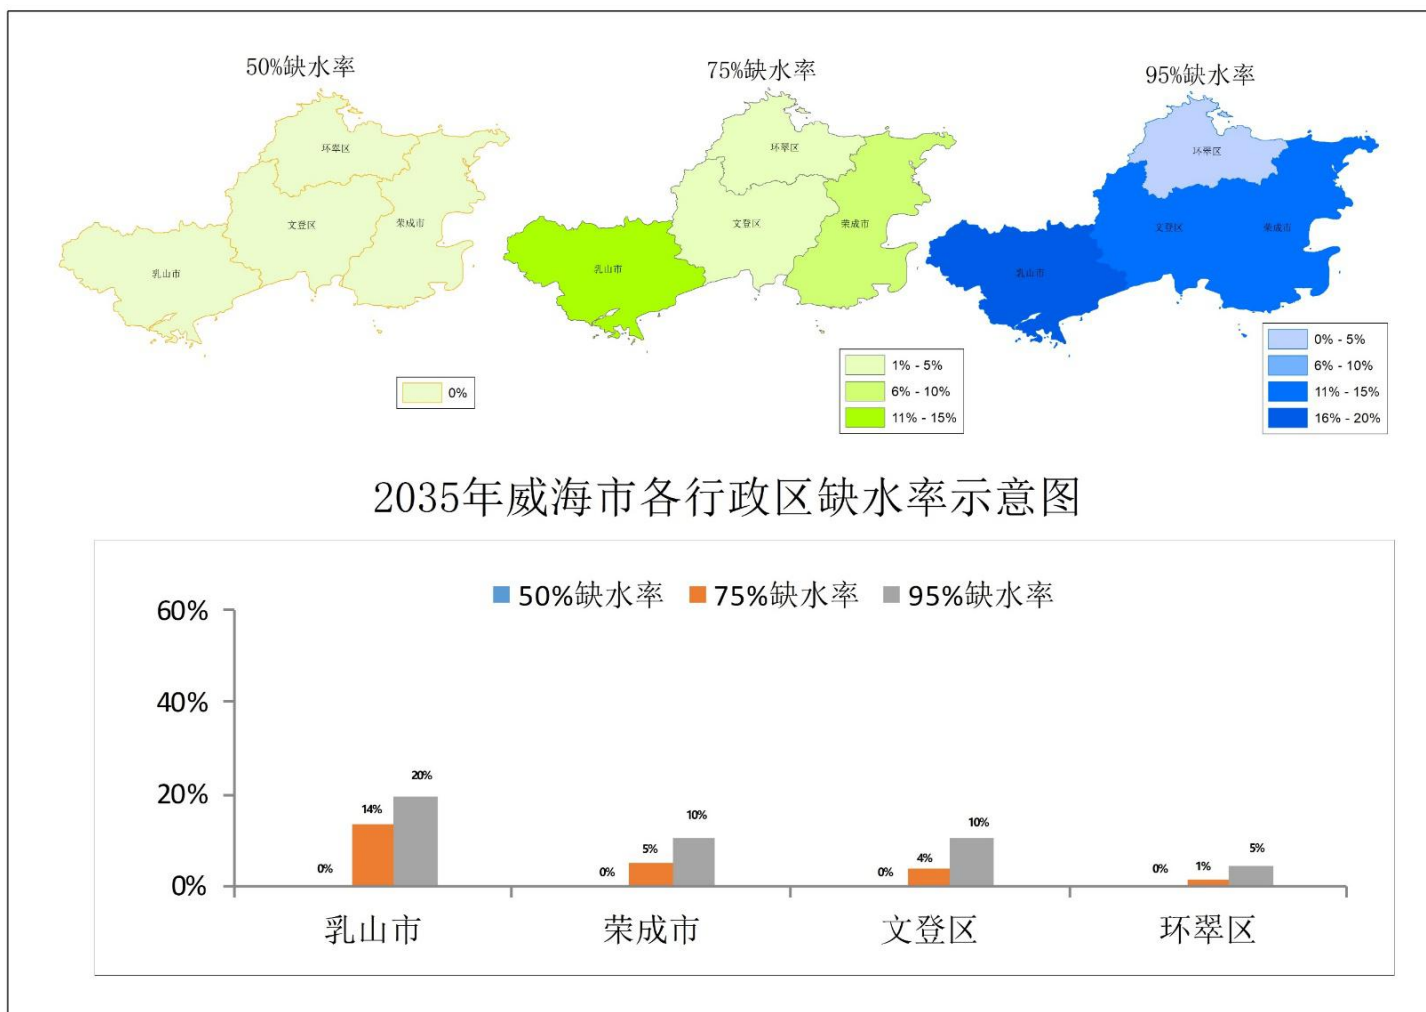 50%缺水率
75%缺水率
95%缺水率
环翠区
文登区
荣成市
乳山市
0%
环翠区
文登区
荣成市
乳山市
1% - 5%
6% - 10%
11% - 15%
环翠区
文登区
荣成市
乳山市
0% - 5%
6% - 10%
11% - 15%
16% - 20%
2035年威海市各行政区缺水率示意图
50%缺水率 75%缺水率 95%缺水率
60%
40%
20%
0%
0% 14% 20%
0% 5% 10%
0% 4% 10%
0% 1% 5%
乳山市 荣成市 文登区 环翠区